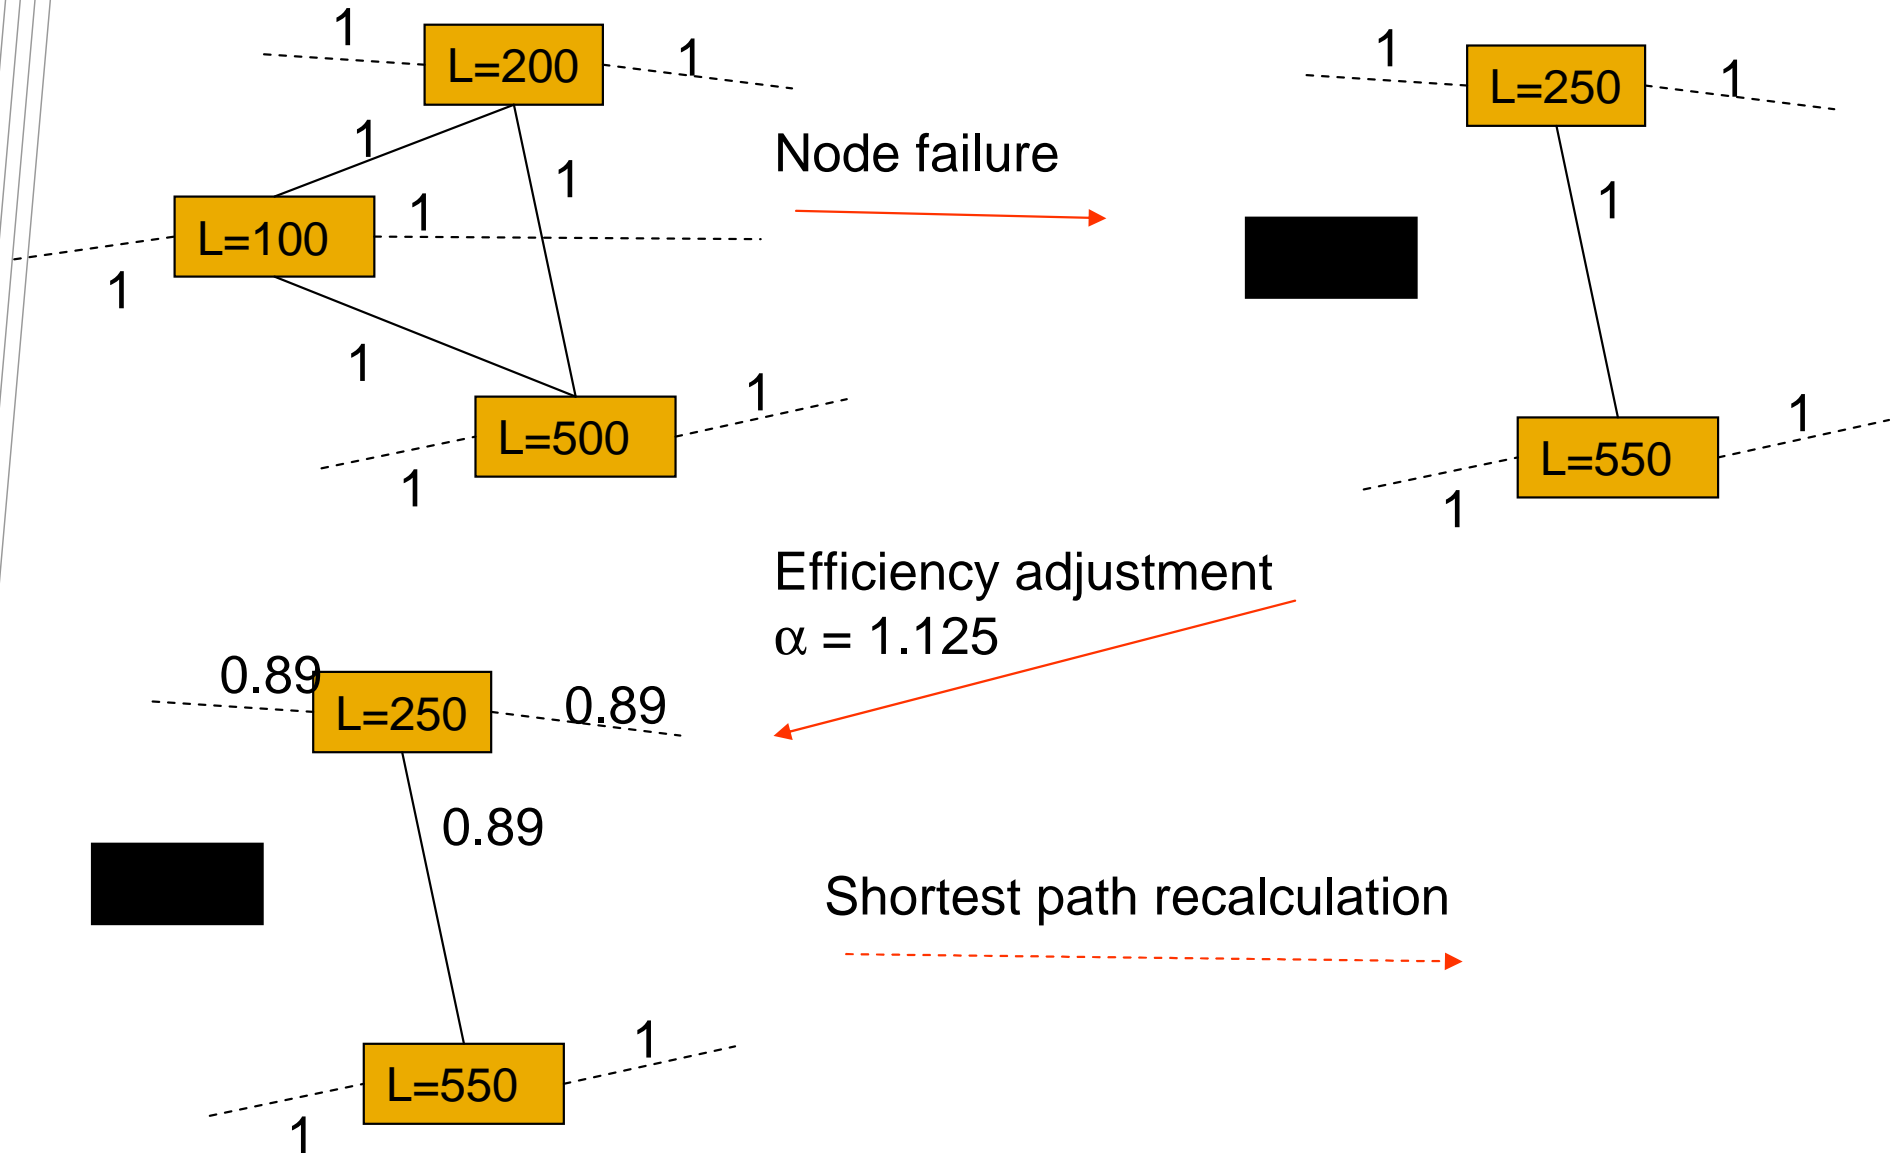 1
L=200
1
1
1
L=100
1
1
1
L=500
1
1
Node failure
1
L=250
1
1
L=550
1
1
Efficiency adjustment
α = 1.125
0.89
L=250
0.89
0.89
L=550
1
1
Shortest path recalculation